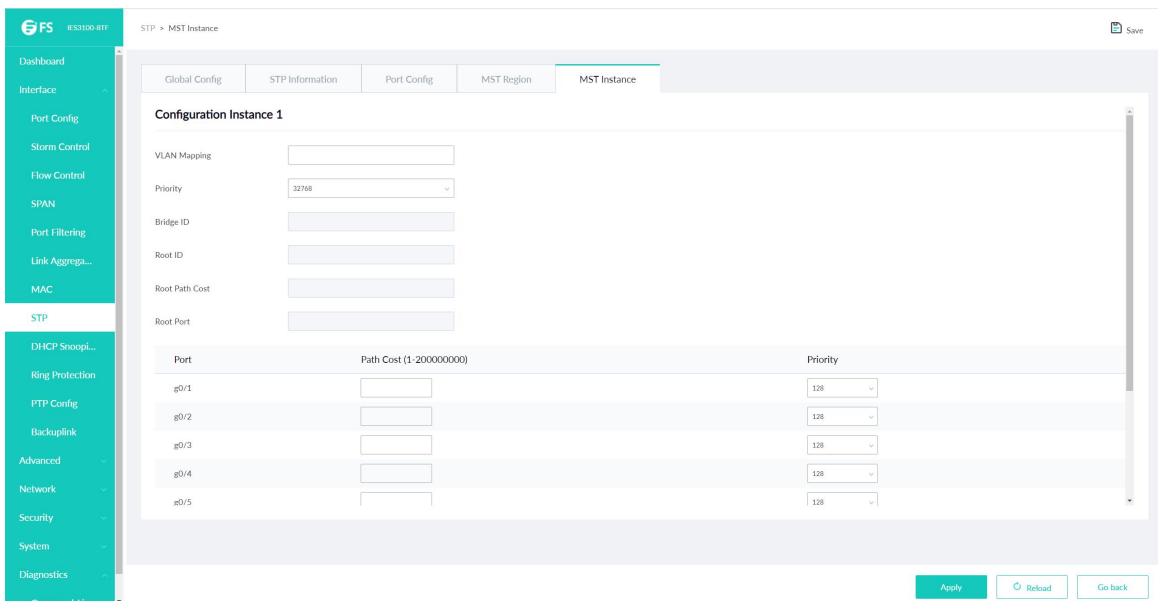 FS IES3100-8TF
STP > MST Instance
Save
Dashboard
Interface
Port Config
Storm Control
Flow Control
SPAN
Port Filtering
Link Aggrega...
MAC
STP
DHCP Snoopi...
Ring Protection
PTP Config
Backuplink
Advanced
Network
Security
System
Diagnostics
Global Config STP Information Port Config MST Region MST Instance
Configuration Instance 1
VLAN Mapping
Priority 32768
Bridge ID
Root ID
Root Path Cost
Root Port
Port Path Cost (1-200000000) Priority
g0/1 128
g0/2 128
g0/3 128
g0/4 128
g0/5 128
Apply Reload Go back